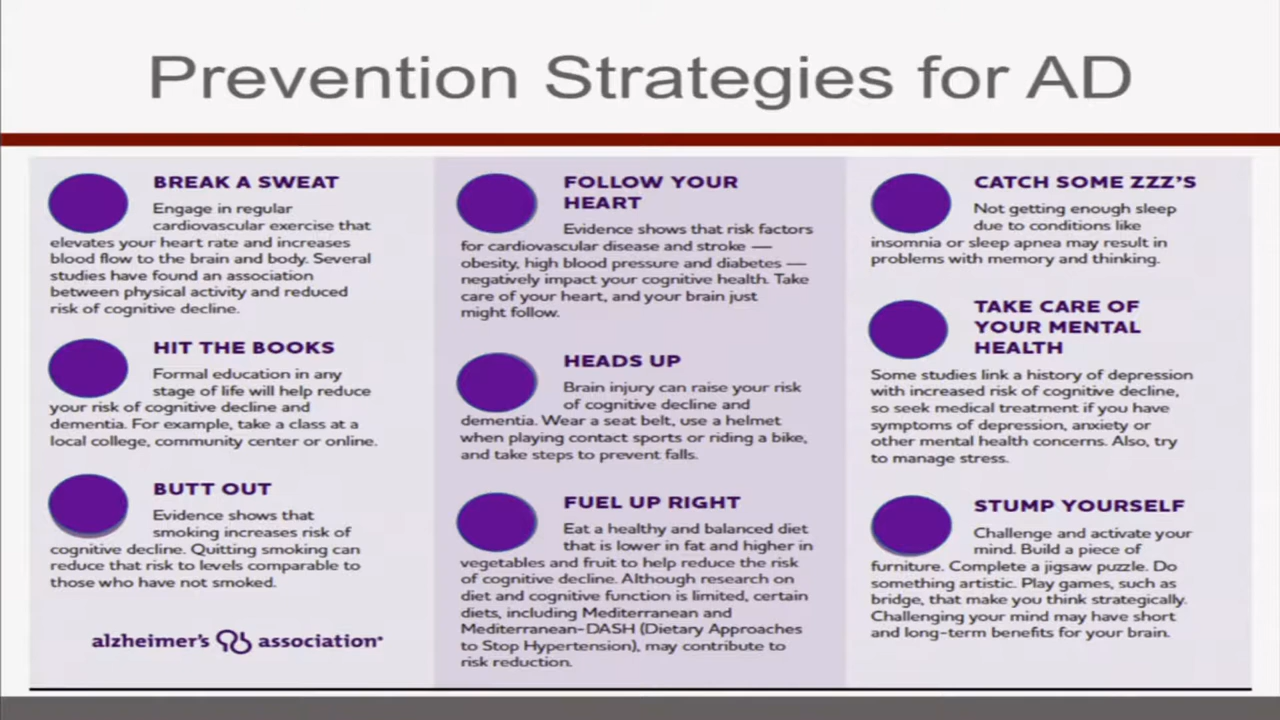 Prevention Strategies for AD
BREAK A SWEAT
Engage in regular
cardiovascular exercise that
elevates your heart rate and increases
blood flow to the brain and body. Several
studies have found an association
between physical activity and reduced
risk of cognitive decline.
HIT THE BOOKS
Formal education in any
stage of life will help reduce
your risk of cognitive decline and
dementia. For example, take a class at a
local college, community center or online.
BUTT OUT
Evidence shows that
smoking increases risk of
cognitive decline. Quitting smoking can
reduce that risk to levels comparable to
those who have not smoked.
alzheimer's association®
FOLLOW YOUR
HEART
Evidence shows that risk factors
for cardiovascular disease and stroke —
obesity, high blood pressure and diabetes —
negatively impact your cognitive health. Take
care of your heart, and your brain just
might follow.
HEADS UP
Brain injury can raise your risk
of cognitive decline and
dementia. Wear a seat belt, use a helmet
when playing contact sports or riding a bike,
and take steps to prevent falls.
FUEL UP RIGHT
Eat a healthy and balanced diet
that is lower in fat and higher in
vegetables and fruit to help reduce the risk
of cognitive decline. Although research on
diet and cognitive function is limited, certain
diets, including Mediterranean and
Mediterranean-DASH (Dietary Approaches
to Stop Hypertension), may contribute to
risk reduction.
CATCH SOME ZZZ'S
Not getting enough sleep
due to conditions like
insomnia or sleep apnea may result in
problems with memory and thinking.
TAKE CARE OF
YOUR MENTAL
HEALTH
Some studies link a history of depression
with increased risk of cognitive decline,
so seek medical treatment if you have
symptoms of depression, anxiety or
other mental health concerns. Also, try
to manage stress.
STUMP YOURSELF
Challenge and activate your
mind. Build a piece of
furniture. Complete a jigsaw puzzle. Do
something artistic. Play games, such as
bridge, that make you think strategically.
Challenging your mind may have short
and long-term benefits for your brain.